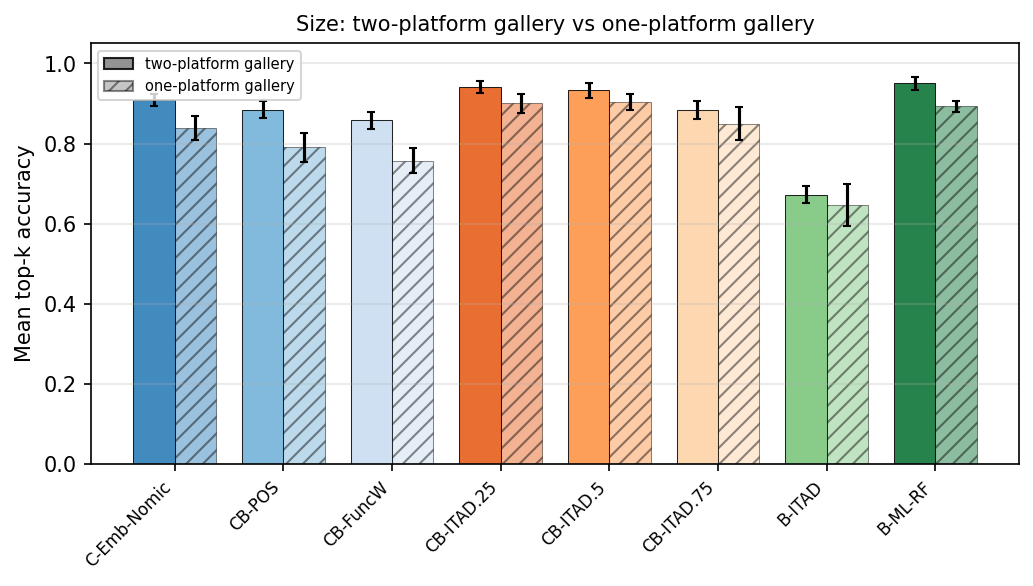 Size: two-platform gallery vs one-platform gallery
two-platform gallery
one-platform gallery
Mean top-k accuracy
1.0
0.8
0.6
0.4
0.2
0.0
C-Emb-Nomic
CB-POS
CB-FuncW
CB-ITAD.25
CB-ITAD.5
CB-ITAD.75
B-ITAD
B-ML-RF